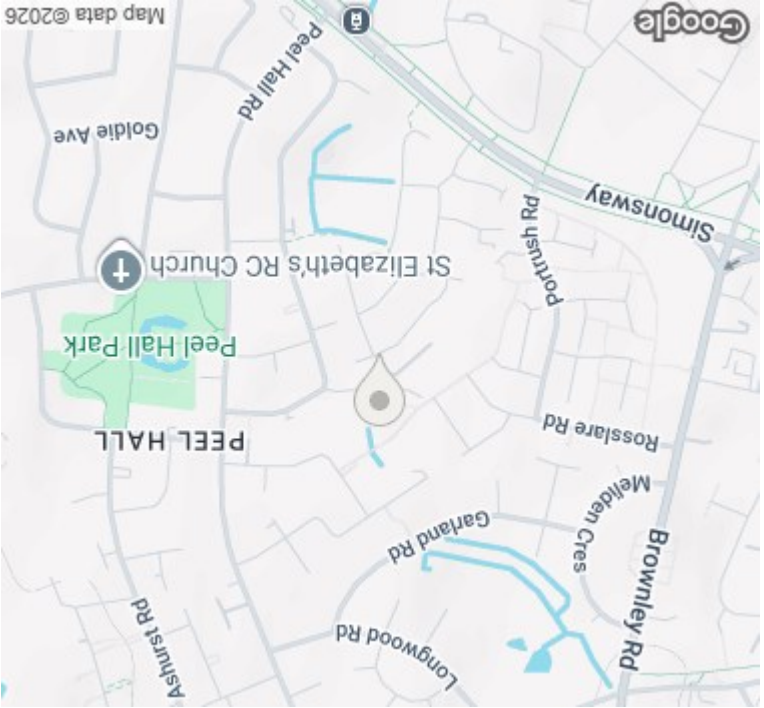 Brownley Rd
Longwood Rd
Ashurst Rd
Meliden Cres
Garland Rd
Rosslare Rd
PEEL HALL
Peel Hall Park
St Elizabeth's RC Church
Portrush Rd
Simonsway
Goldie Ave
Peel Hall Rd
Google
Map data ©2026